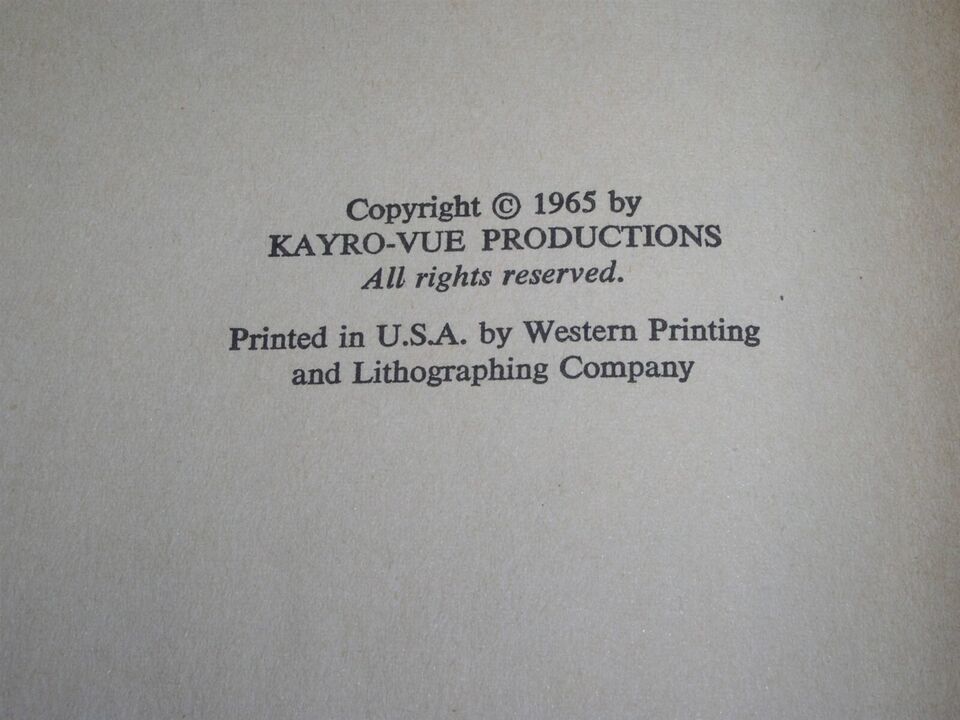 Copyright © 1965 by
KAYRO-VUE PRODUCTIONS
All rights reserved.
Printed in U.S.A. by Western Printing
and Lithographing Company